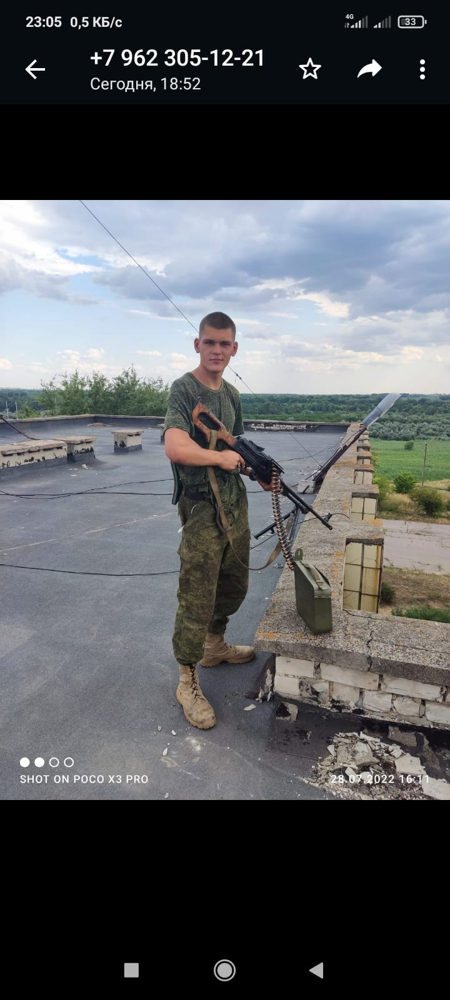 23:05 0,5 КБ/с
4G
33
+7 962 305-12-21
Сегодня, 18:52
SHOT ON POCO X3 PRO
28.07.2022 16:11